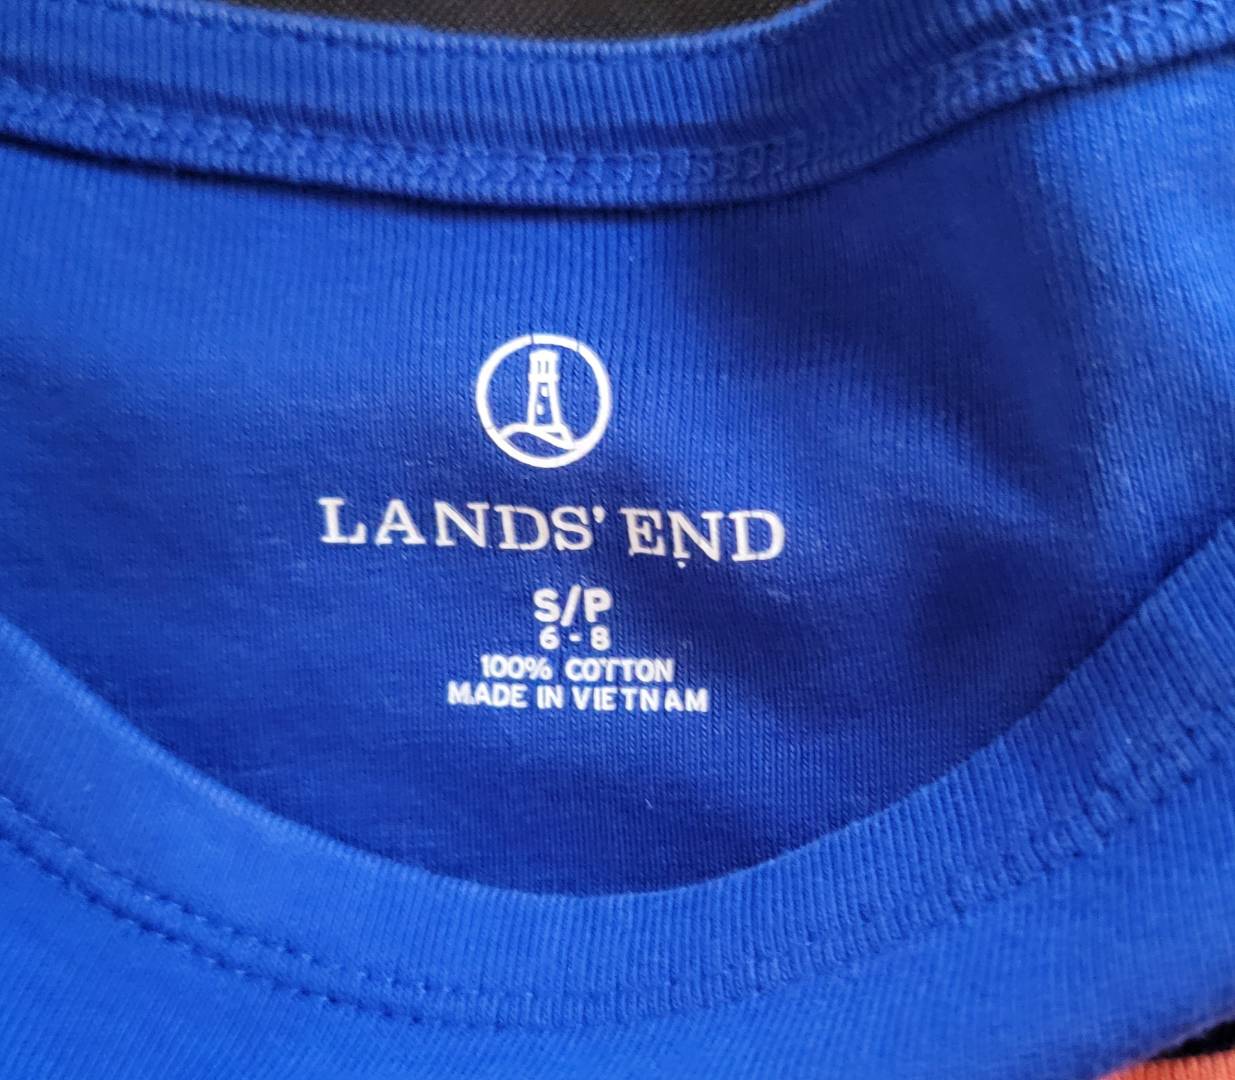 LANDS' END
S/P
6 - 8
100% COTTON
MADE IN VIETNAM